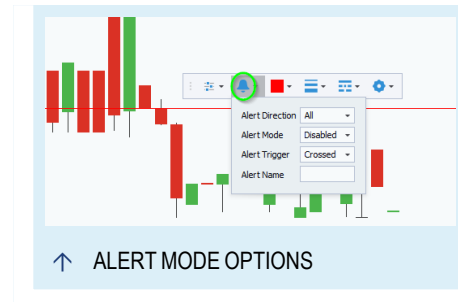 Alert Direction All
Alert Mode Disabled
Alert Trigger Crossed
Alert Name
ALERT MODE OPTIONS